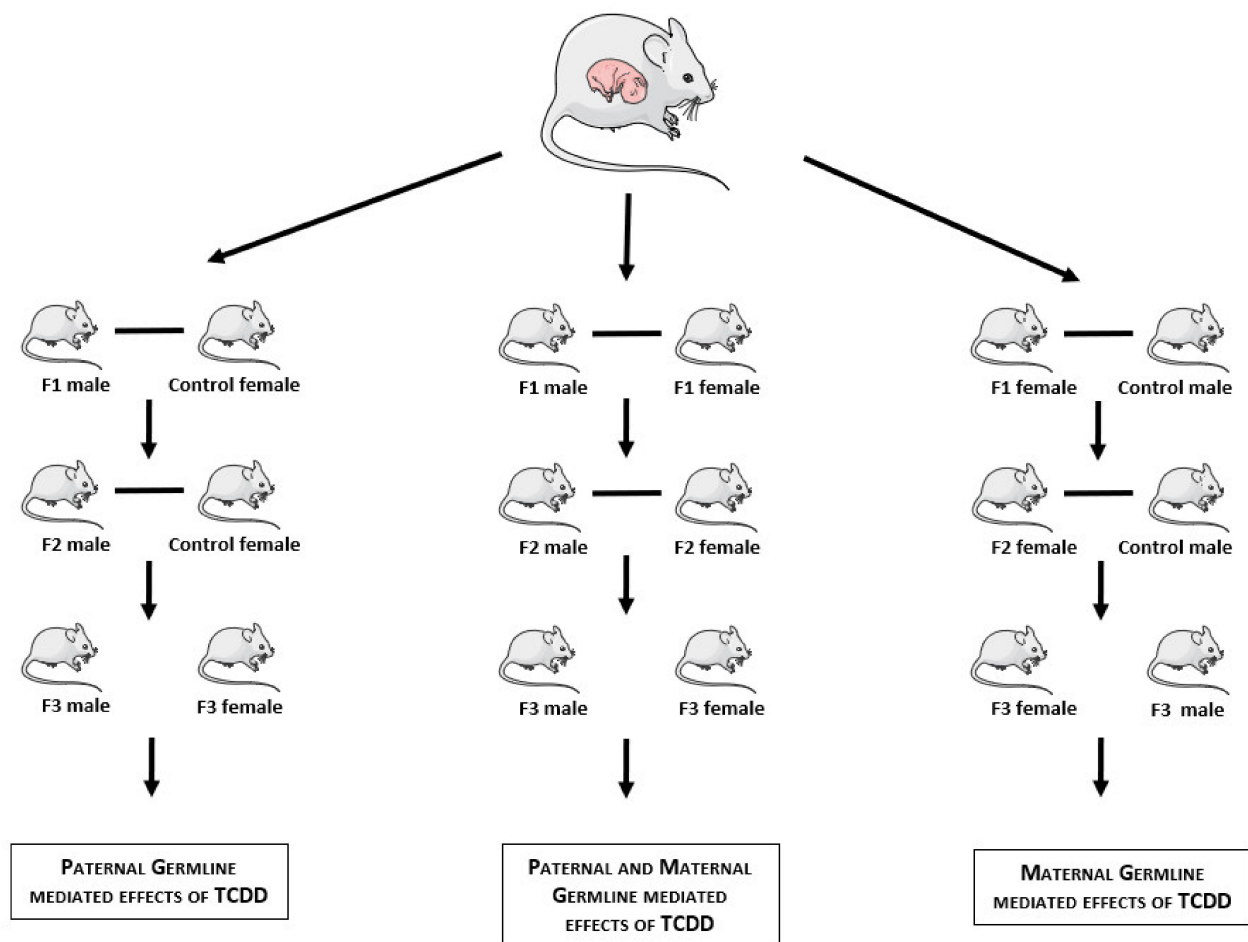 F1 male
Control female
F1 male
F1 female
F1 female
Control male
F2 male
Control female
F2 male
F2 female
F2 female
Control male
F3 male
F3 female
F3 male
F3 female
F3 female
F3 male
PATERNAL GERMLINE
MEDIATED EFFECTS OF TCDD
PATERNAL AND MATERNAL
GERMLINE MEDIATED
EFFECTS OF TCDD
MATERNAL GERMLINE
MEDIATED EFFECTS OF TCDD